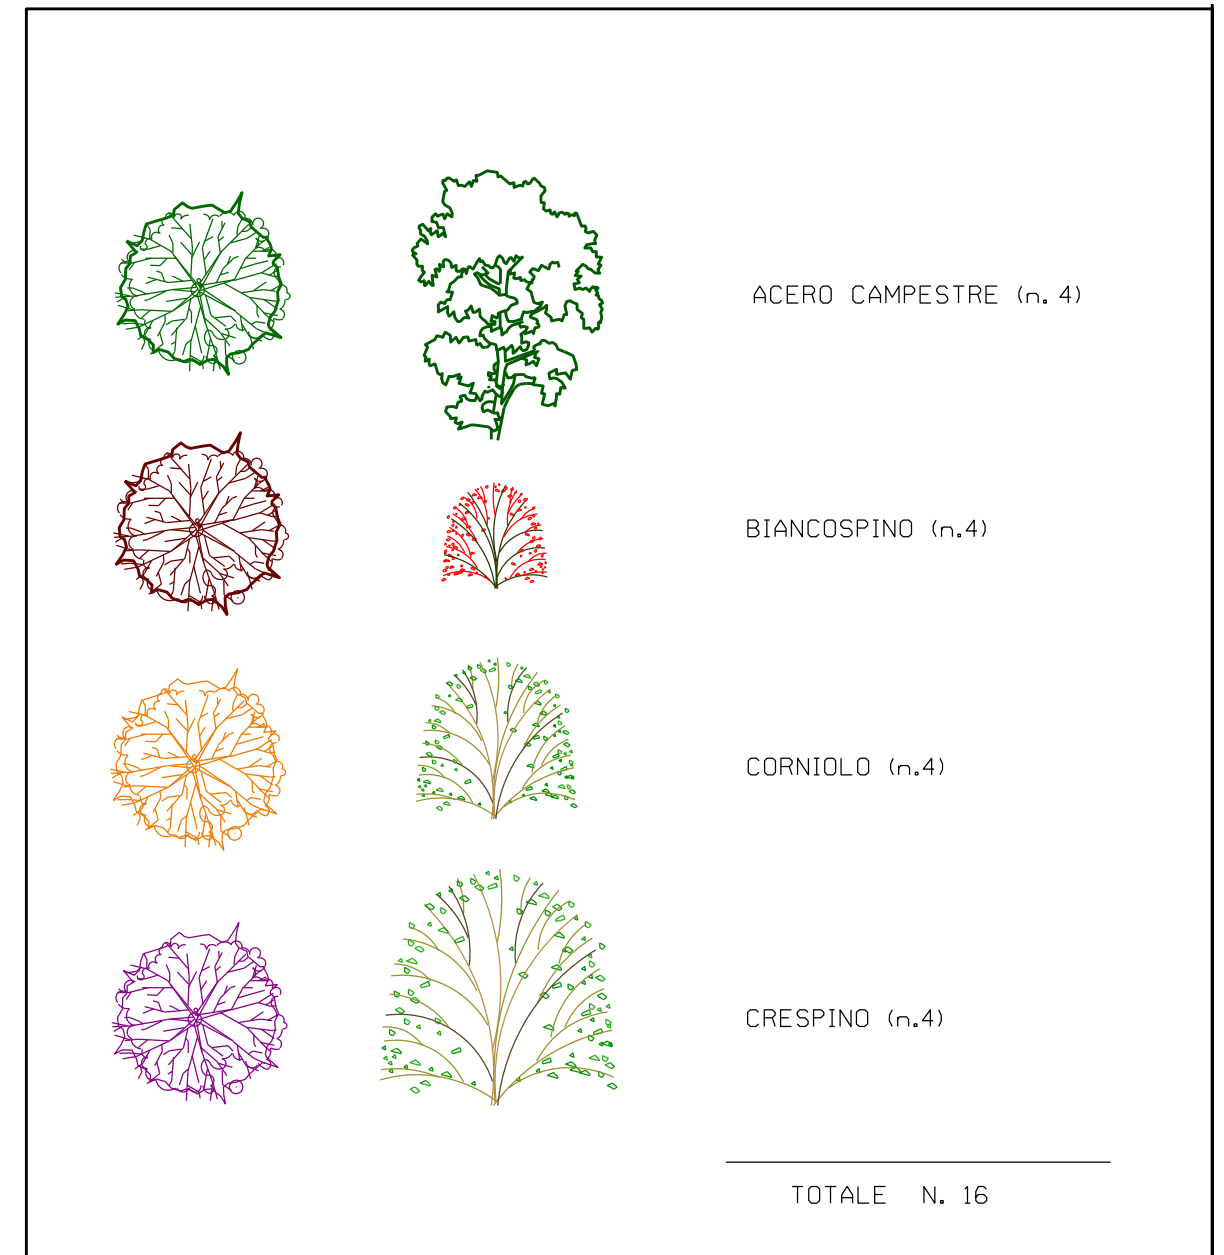 ACERO CAMPESTRE (n. 4)
BIANCOSPINO (n.4)
CORNIOLO (n.4)
CRESPINO (n.4)
TOTALE N. 16